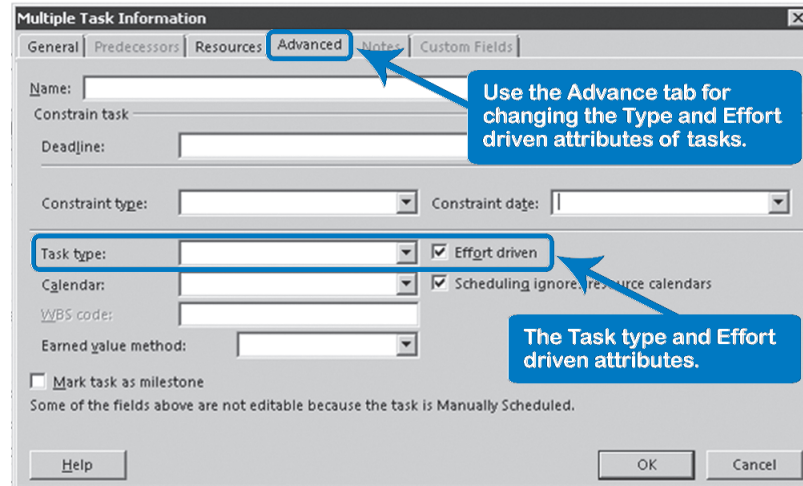 Multiple Task Information
General Predecessors Resources Advanced Notes Custom Fields
Name:
Use the Advance tab for
changing the Type and Effort
driven attributes of tasks.
Constrain task
Deadline:
Constraint type: Constraint date:
Task type: Effort driven
Calendar: Scheduling ignores resource calendars
WBS code:
The Task type and Effort
driven attributes.
Earned value method:
Mark task as milestone
Some of the fields above are not editable because the task is Manually Scheduled.
Help OK Cancel